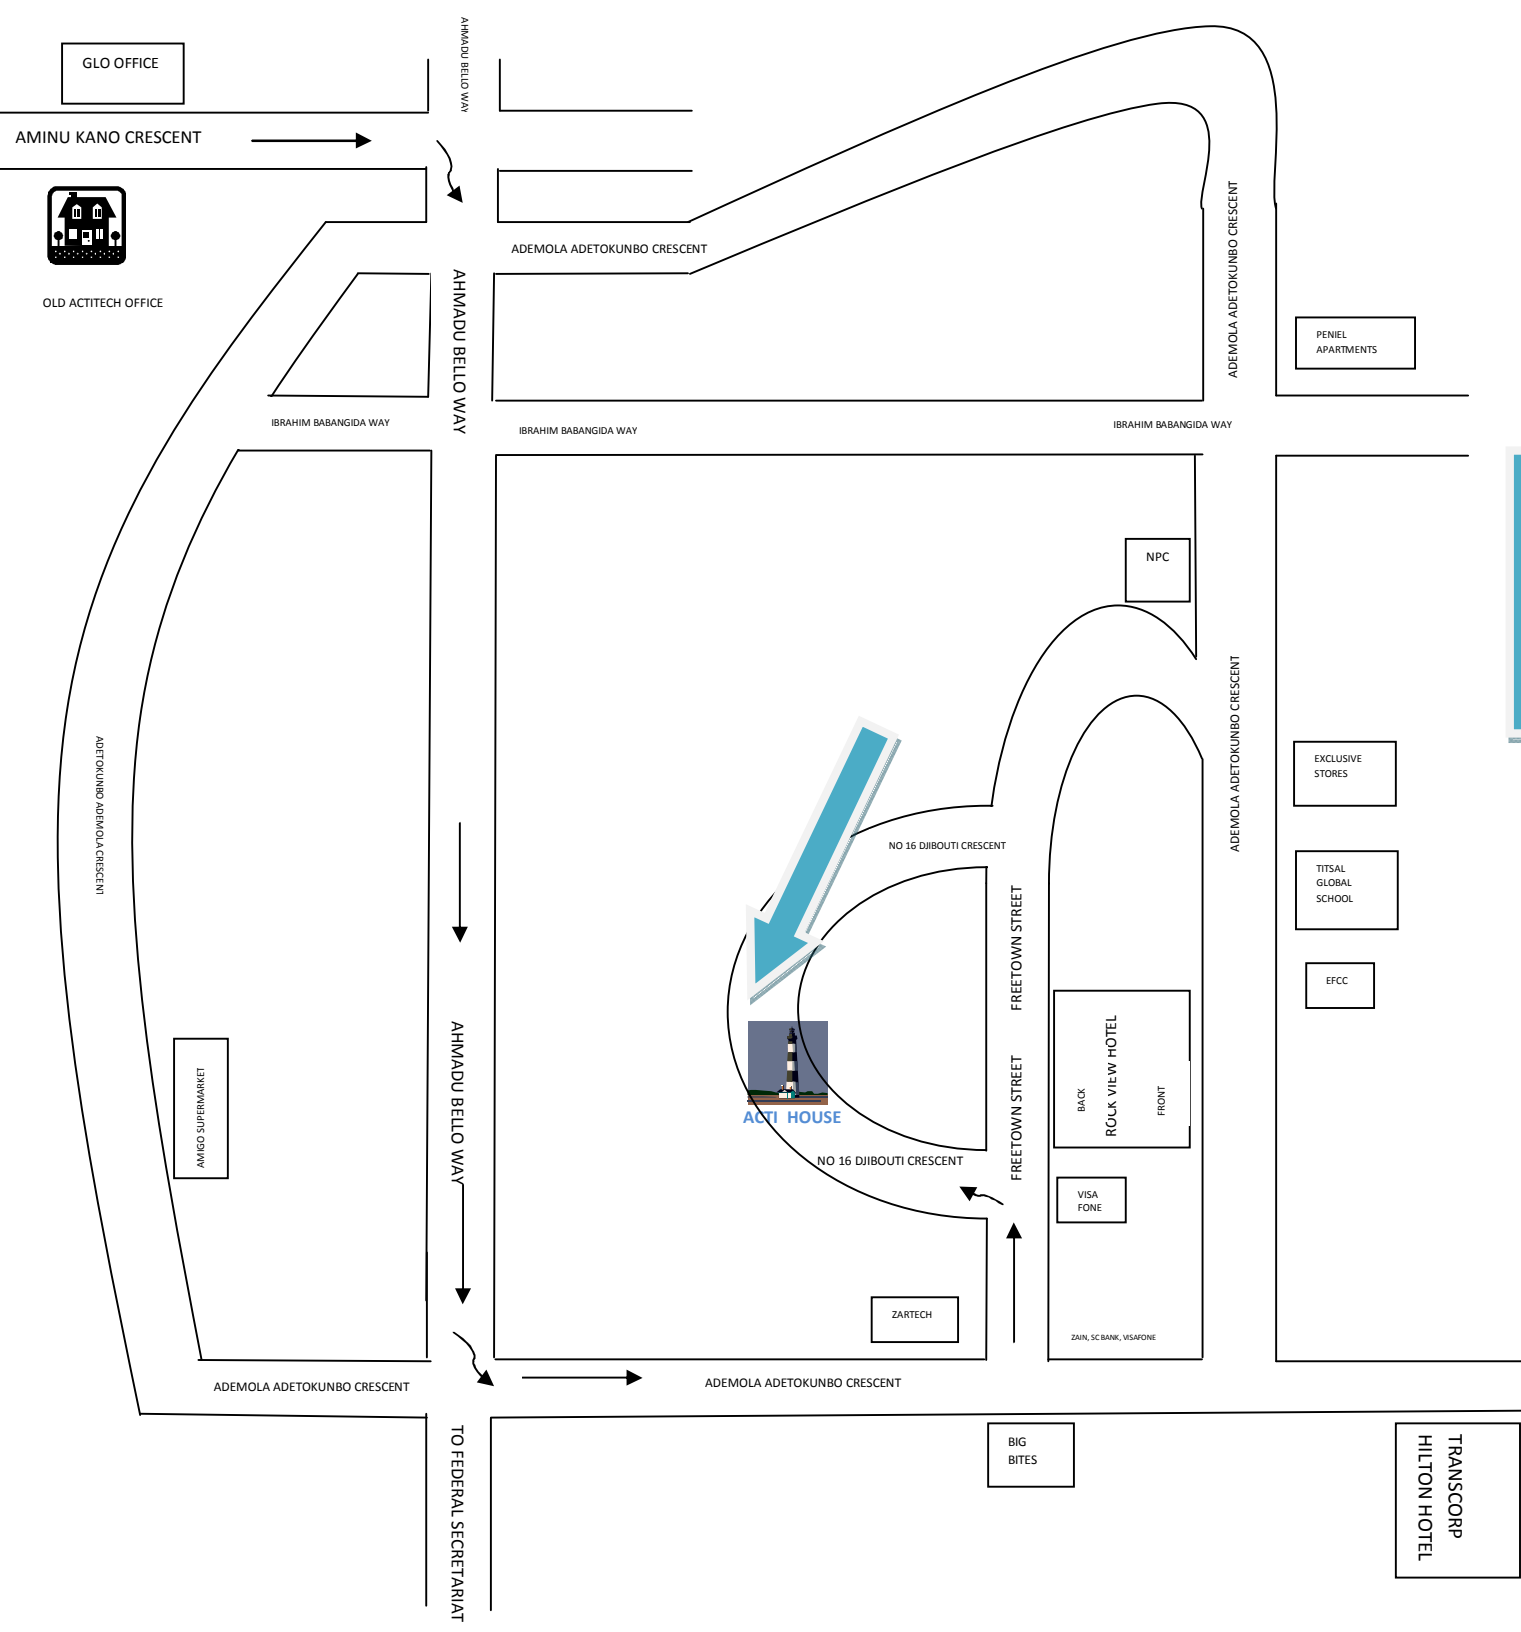 AHMADU BELLO WAY
GLO OFFICE
AMINU KANO CRESCENT
ADEMOLA ADETOKUNBO CRESCENT
ADEMOLA ADETOKUNBO CRESCENT
OLD ACTITECH OFFICE
AHMADU BELLO WAY
PENIEL
APARTMENTS
IBRAHIM BABANGIDA WAY
IBRAHIM BABANGIDA WAY
IBRAHIM BABANGIDA WAY
NPC
ADEMOLA ADETOKUNBO CRESCENT
ADETOKUNBO ADEMOLA CRESCENT
EXCLUSIVE
STORES
NO 16 DJIBOUTI CRESCENT
TITSAL
GLOBAL
SCHOOL
FREETOWN STREET
EFCC
AHMADU BELLO WAY
AMIGO SUPERMARKET
ACTI HOUSE
FREETOWN STREET
BACK
ROCK VIEW HOTEL
FRONT
NO 16 DJIBOUTI CRESCENT
VISA
FONE
ZARTECH
ZAIN, SC BANK, VISAFONE
ADEMOLA ADETOKUNBO CRESCENT
ADEMOLA ADETOKUNBO CRESCENT
TO FEDERAL SECRETARIAT
BIG
BITES
TRANSCORP
HILTON HOTEL